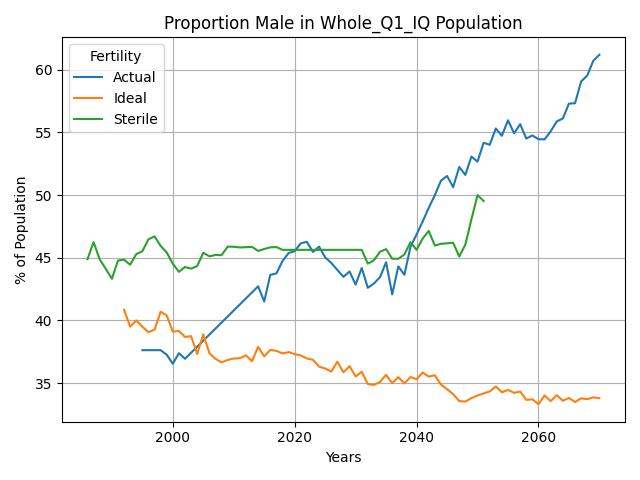 Proportion Male in Whole_Q1_IQ Population
Fertility
Actual
Ideal
Sterile
% of Population
60
55
50
45
40
35
2000
2020
2040
2060
Years